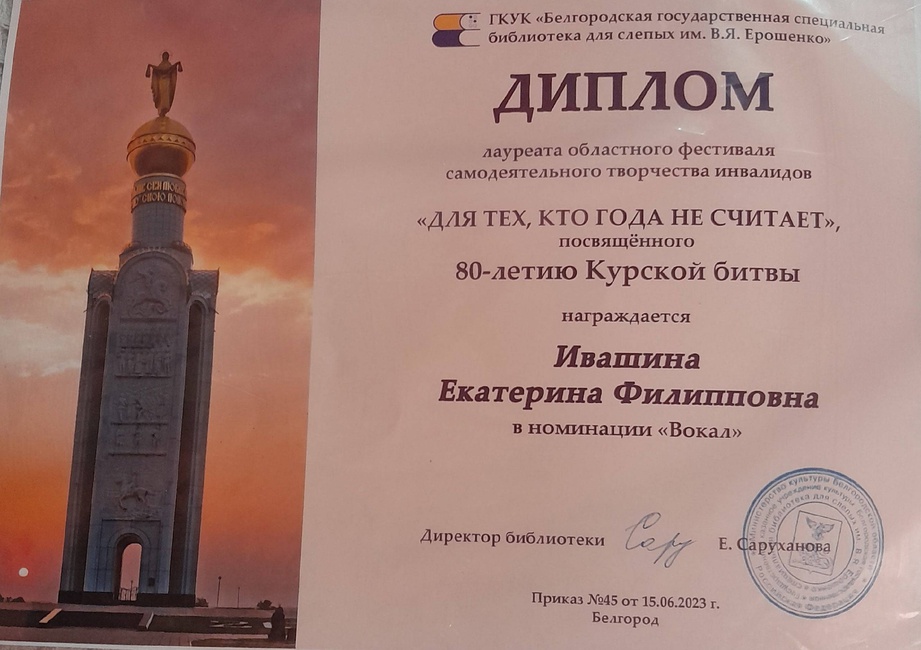 ГКУК «Белгородская государственная специальная
библиотека для слепых им. В.Я. Ерошенко»
ДИПЛОМ
лауреата областного фестиваля
самодеятельного творчества инвалидов
«ДЛЯ ТЕХ, КТО ГОДА НЕ СЧИТАЕТ»,
посвящённого
80-летию Курской битвы
награждается
Ивашина
Екатерина Филипповна
в номинации «Вокал»
Директор библиотеки
Е. Саруханова
Приказ №45 от 15.06.2023 г.
Белгород